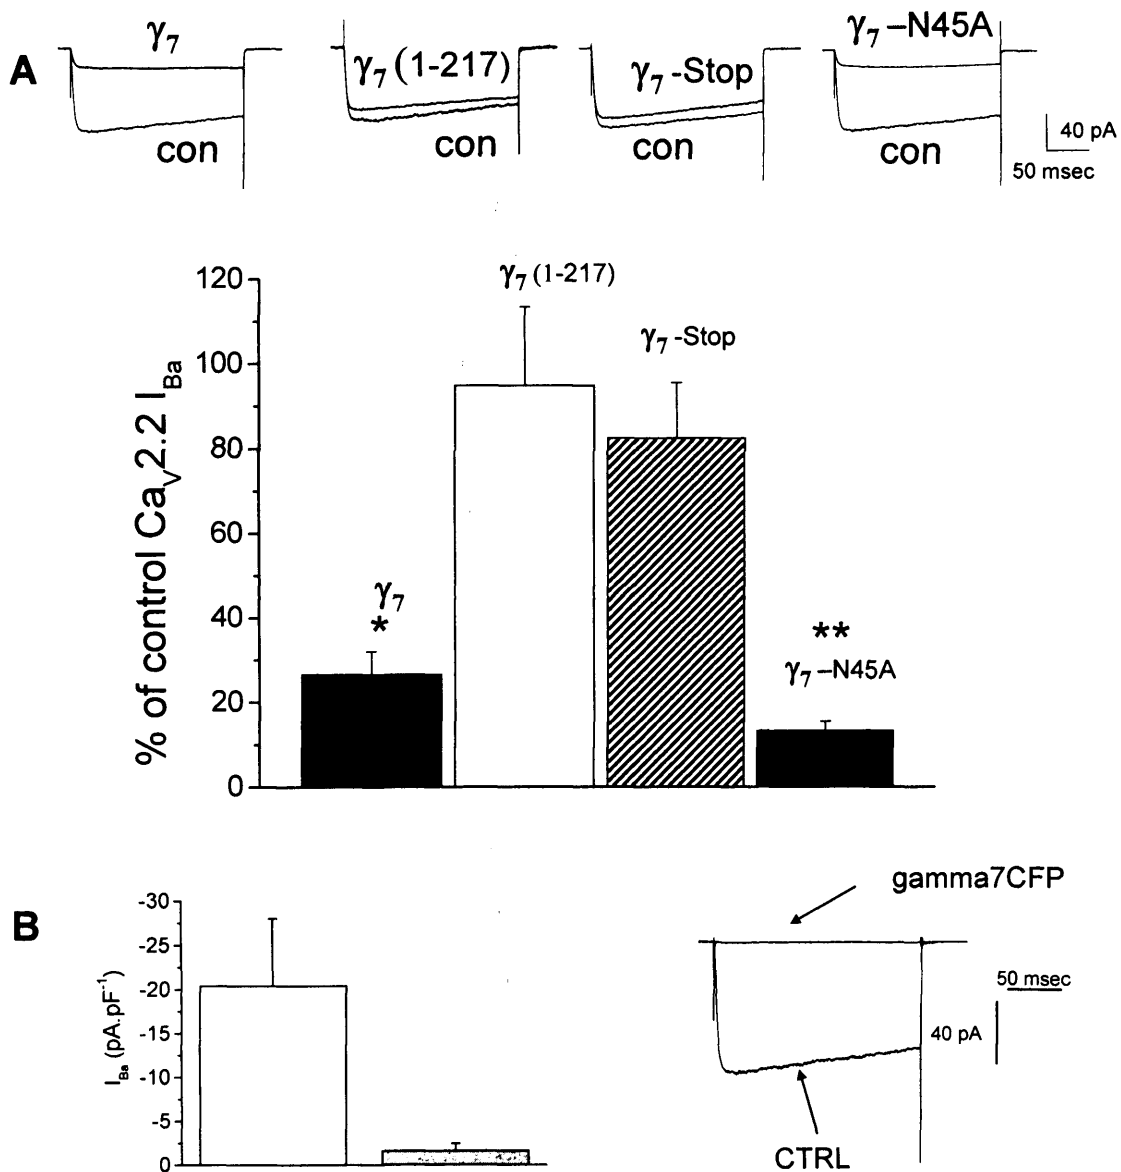 A
γ7
con
γ7 (1-217)
con
γ7 -Stop
con
γ7 –N45A
con
40 pA
50 msec
% of control CaV2.2 IBa
120
100
80
60
40
20
0
γ7
*
γ7 (1-217)
γ7 -Stop
**
γ7 –N45A
B
IBa (pA.pF-1)
-30
-25
-20
-15
-10
-5
0
gamma7CFP
50 msec
40 pA
CTRL